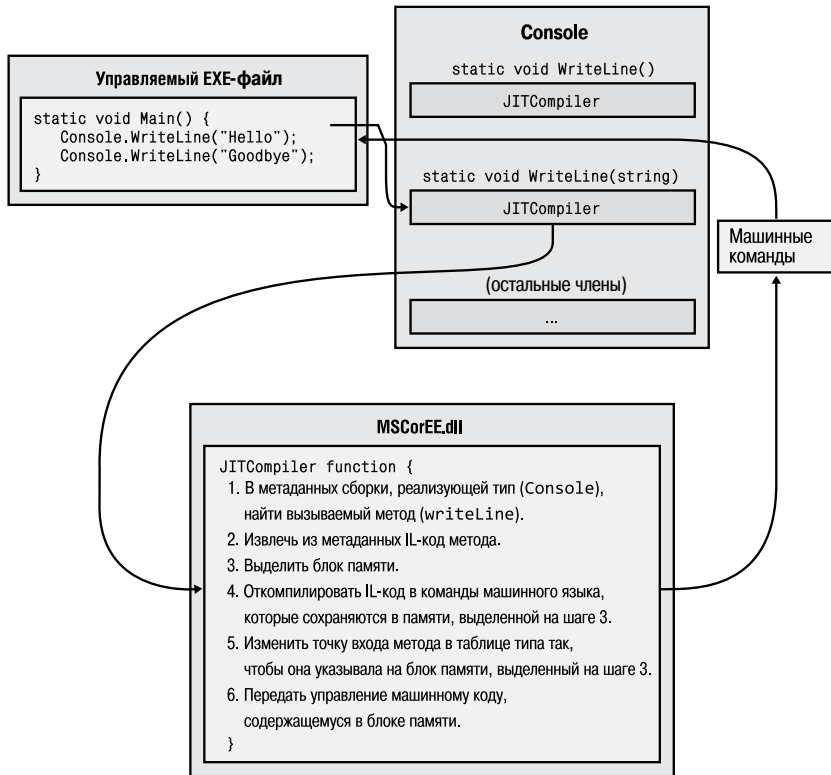 Управляемый EXE-файл
static void Main() {
Console.WriteLine("Hello");
Console.WriteLine("Goodbye");
}
Console
static void WriteLine()
JITCompiler
static void WriteLine(string)
JITCompiler
(остальные члены)
...
Машинные
команды
MSCorEE.dll
JITCompiler function {
1. В метаданных сборки, реализующей тип (Console),
найти вызываемый метод (writeLine).
2. Извлечь из метаданных IL-код метода.
3. Выделить блок памяти.
4. Откомпилировать IL-код в команды машинного языка,
которые сохраняются в памяти, выделенной на шаге 3.
5. Изменить точку входа метода в таблице типа так,
чтобы она указывала на блок памяти, выделенный на шаге 3.
6. Передать управление машинному коду,
содержащемуся в блоке памяти.
}